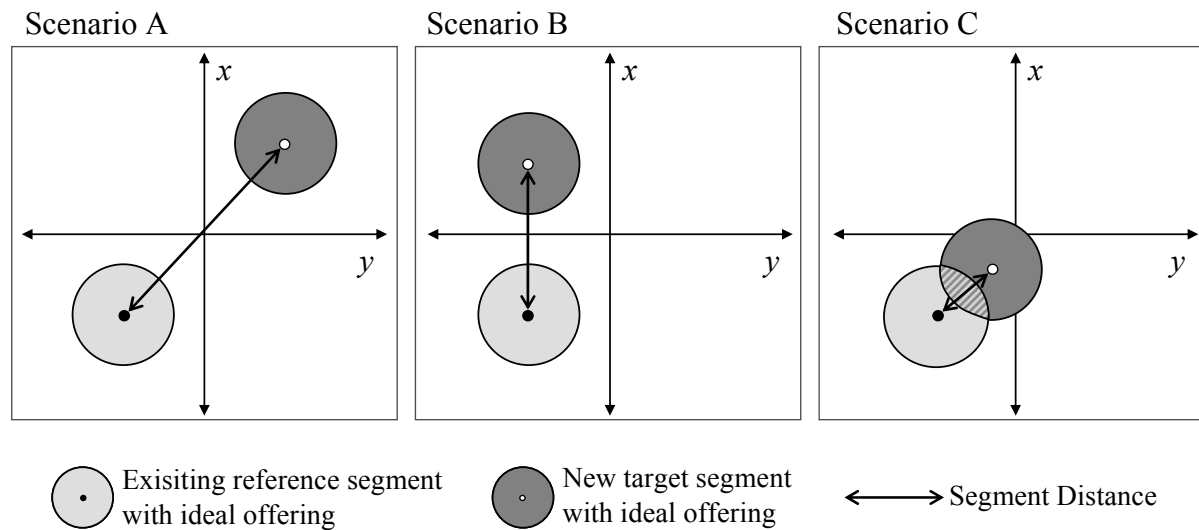 Scenario A
Scenario B
Scenario C
x
x
x
y
y
y
Exisiting reference segment
with ideal offering
New target segment
with ideal offering
Segment Distance